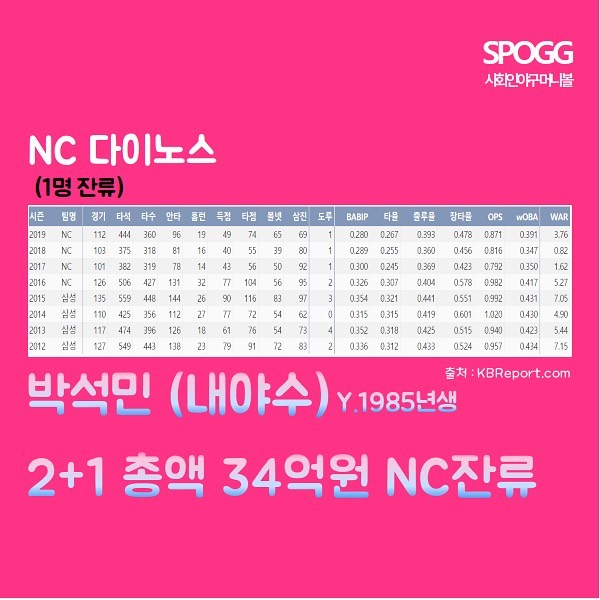 SPOGG
사회인야구머니볼
NC 다이노스
(1명 잔류)
시즌 팀명 경기 타석 타수 안타 홈런 득점 타점 볼넷 삼진 도루 BABIP 타율 출루율 장타율 OPS wOBA WAR
2019 NC 112 444 360 96 19 49 74 65 69 1 0.280 0.267 0.393 0.478 0.871 0.391 3.76
2018 NC 103 375 318 81 16 40 55 39 80 1 0.289 0.255 0.360 0.456 0.816 0.347 0.82
2017 NC 101 382 319 78 14 43 56 50 92 1 0.300 0.245 0.369 0.423 0.792 0.350 1.62
2016 NC 126 506 427 131 32 77 104 56 95 2 0.326 0.307 0.404 0.578 0.982 0.417 5.27
2015 삼성 135 559 448 144 26 90 116 83 97 3 0.354 0.321 0.441 0.551 0.992 0.431 7.05
2014 삼성 110 425 356 112 27 77 72 54 62 0 0.315 0.315 0.419 0.601 1.020 0.430 4.90
2013 삼성 117 474 396 126 18 61 76 54 73 4 0.352 0.318 0.425 0.515 0.940 0.423 5.44
2012 삼성 127 549 443 138 23 79 91 72 83 2 0.336 0.312 0.433 0.524 0.957 0.434 7.15
출처 : KBReport.com
박석민 (내야수) Y.1985년생
2+1 총액 34억원 NC잔류